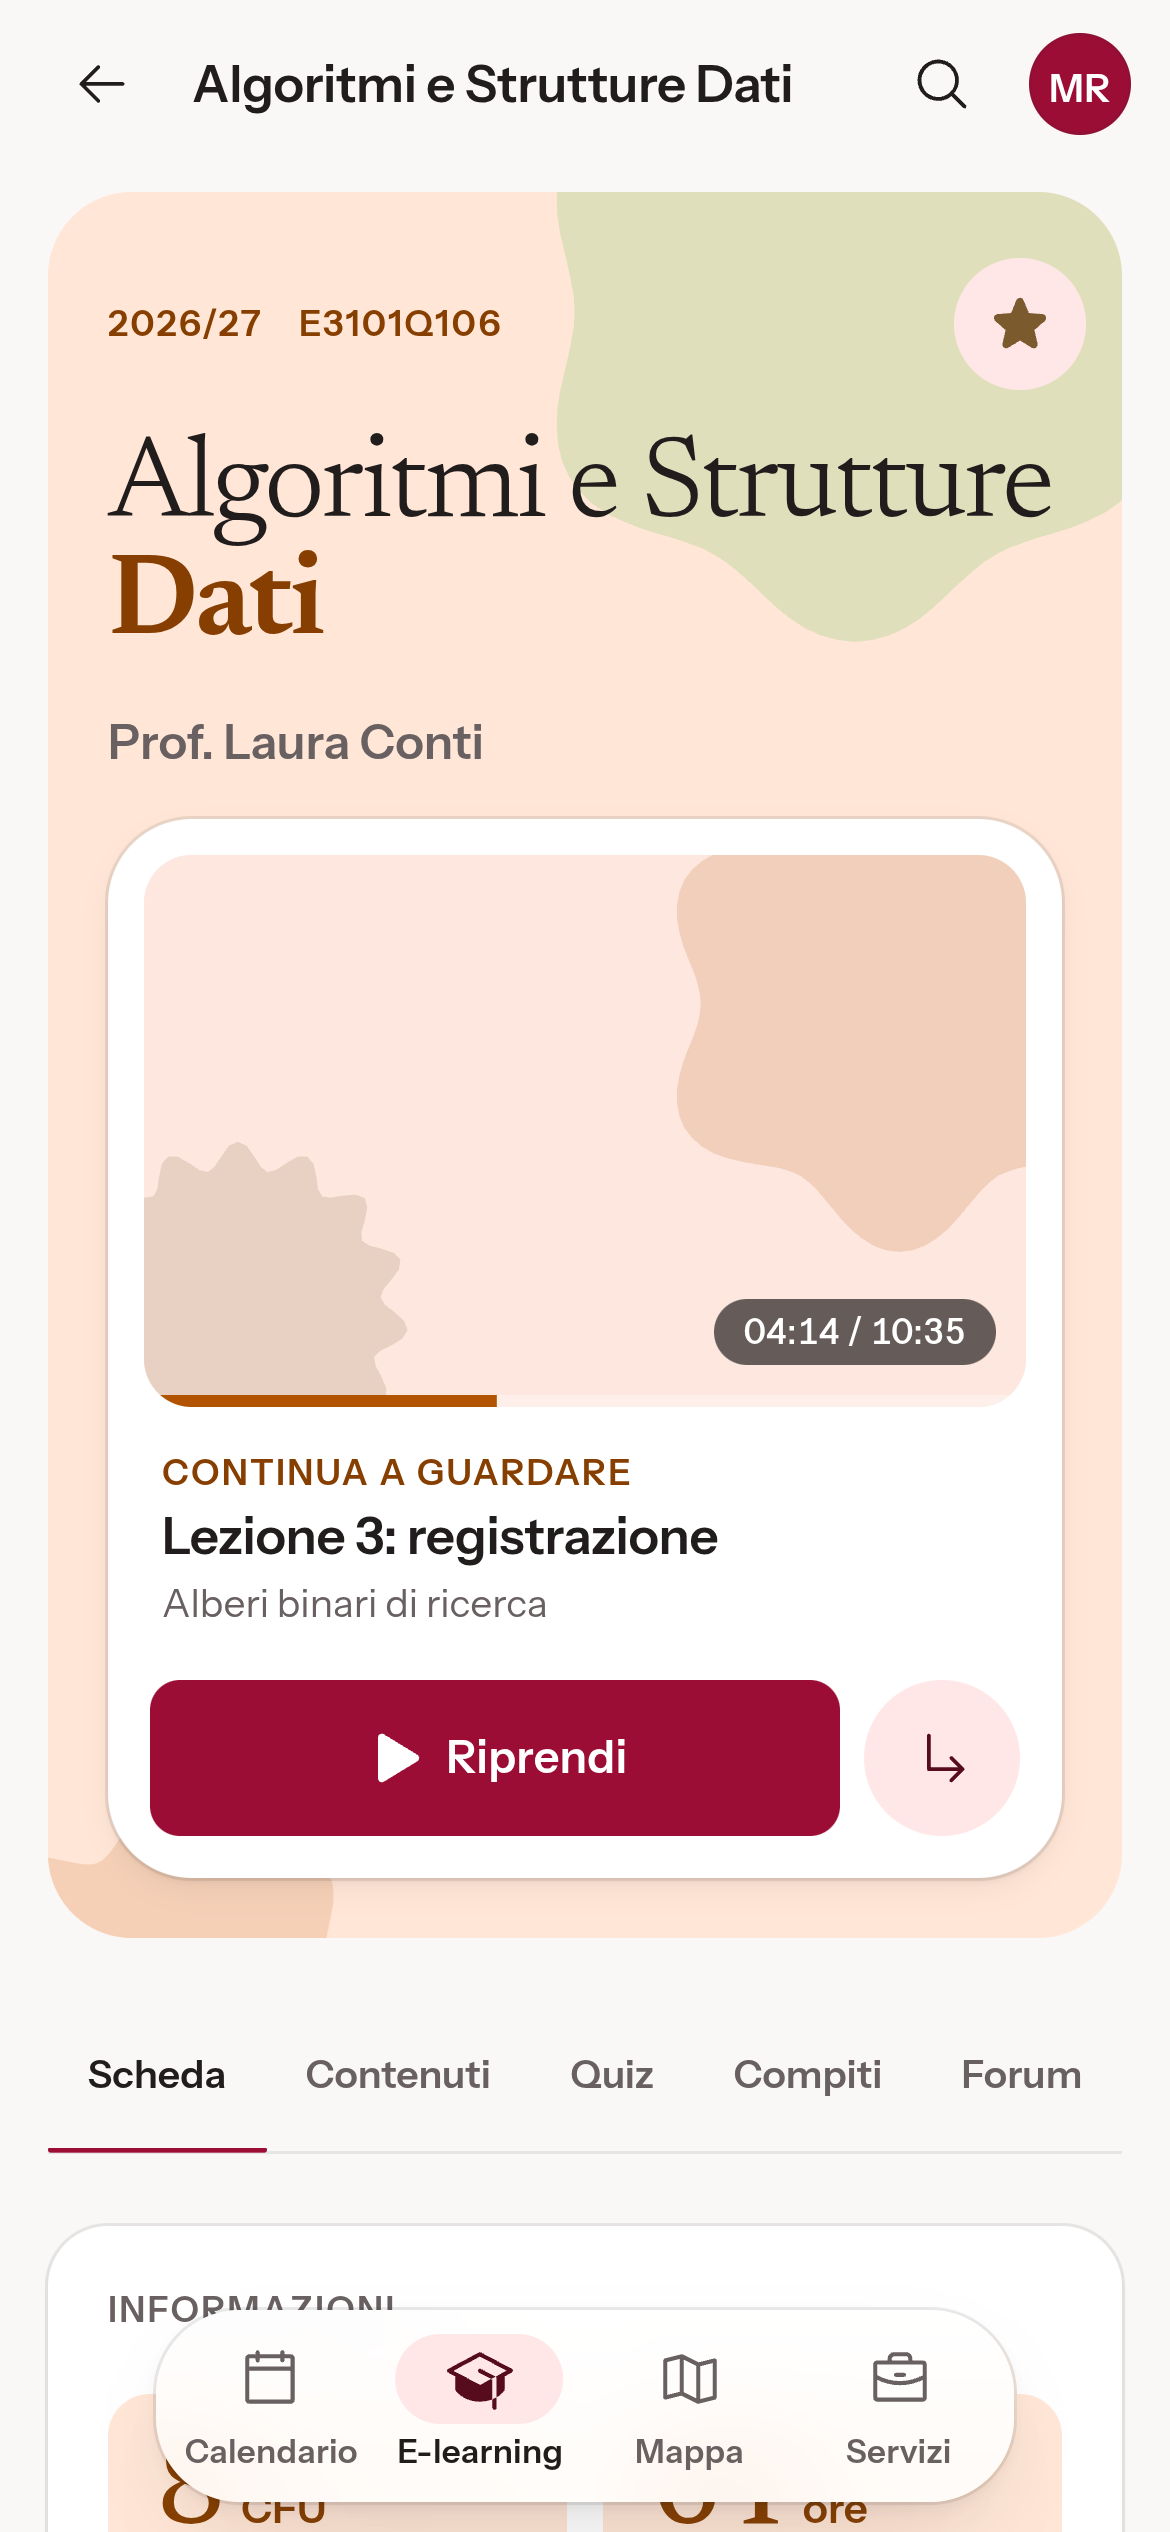 Algoritmi e Strutture Dati
MR
2026/27 E3101Q106
Algoritmi e Strutture
Dati
Prof. Laura Conti
04:14 / 10:35
CONTINUA A GUARDARE
Lezione 3: registrazione
Alberi binari di ricerca
Riprendi
Scheda Contenuti Quiz Compiti Forum
INFORMAZIONI
Calendario E-learning Mappa Servizi
8 CFU ore